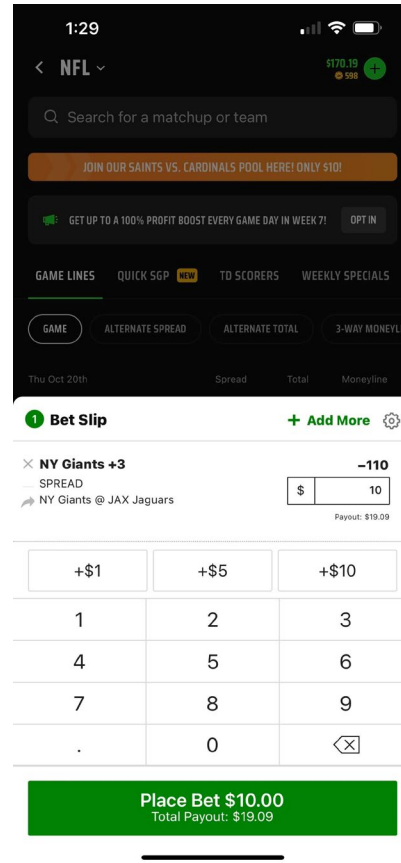 1:29
NFL
$170.19
598
Search for a matchup or team
JOIN OUR SAINTS VS. CARDINALS POOL HERE! ONLY $10!
GET UP TO A 100% PROFIT BOOST EVERY GAME DAY IN WEEK 7! OPT IN
GAME LINES QUICK SGP NEW TD SCORERS WEEKLY SPECIALS
GAME ALTERNATE SPREAD ALTERNATE TOTAL 3-WAY MONEYL
Thu Oct 20th Spread Total Moneyline
1 Bet Slip + Add More
NY Giants +3 –110
SPREAD
$ 10
NY Giants @ JAX Jaguars
Payout: $19.09
+$1 +$5 +$10
1 2 3
4 5 6
7 8 9
. 0
Place Bet $10.00
Total Payout: $19.09